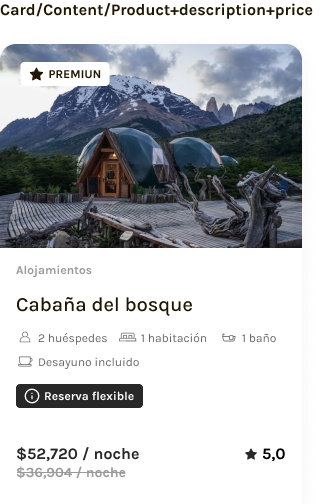 Card/Content/Product+description+price
PREMIUN
Alojamientos
Cabaña del bosque
2 huéspedes 1 habitación 1 baño
Desayuno incluido
Reserva flexible
$52,720 / noche 5,0
$36,904 / noche